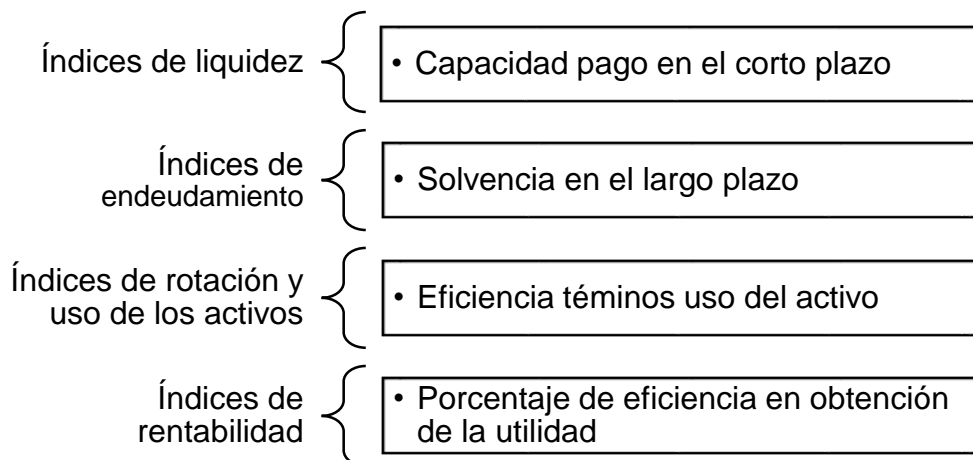 Índices de liquidez
• Capacidad pago en el corto plazo
Índices de
endeudamiento
• Solvencia en el largo plazo
Índices de rotación y
uso de los activos
• Eficiencia téminos uso del activo
Índices de
rentabilidad
• Porcentaje de eficiencia en obtención
de la utilidad